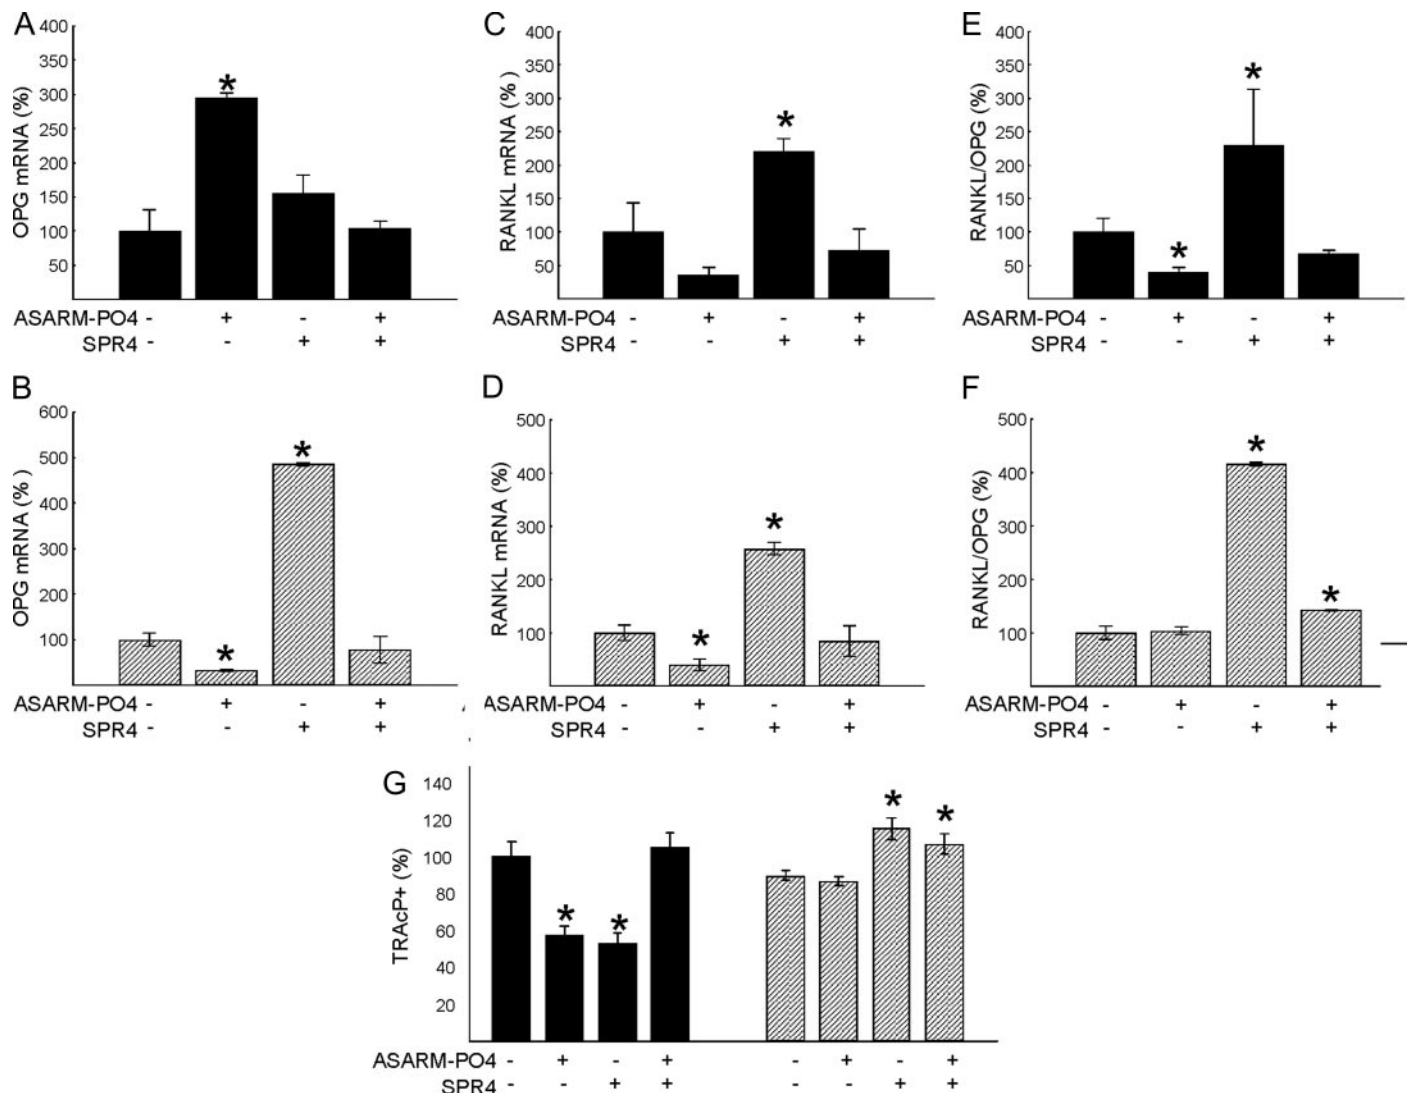 A
OPG mRNA (%)
400
350
300
250
200
150
100
50
*
ASARM-PO4 - + - +
SPR4 - - + +
C
RANKL mRNA (%)
400
350
300
250
200
150
100
50
*
ASARM-PO4 - + - +
SPR4 - - + +
E
RANKL/OPG (%)
400
350
300
250
200
150
100
50
* *
ASARM-PO4 - + - +
SPR4 - - + +
B
OPG mRNA (% )
600
500
400
300
200
100
* *
ASARM-PO4 - + - +
SPR4 - - + +
D
RANKL mRNA (%)
500
400
300
200
100
* *
ASARM-PO4 - + - +
SPR4 - - + +
F
RANKL/OPG (%)
500
400
300
200
100
* *
ASARM-PO4 - + - +
SPR4 - - + +
G
TRAcP+ (%)
140
120
100
80
60
40
20
* * * *
ASARM-PO4 - + - + - + - +
SPR4 - - + + - - + +